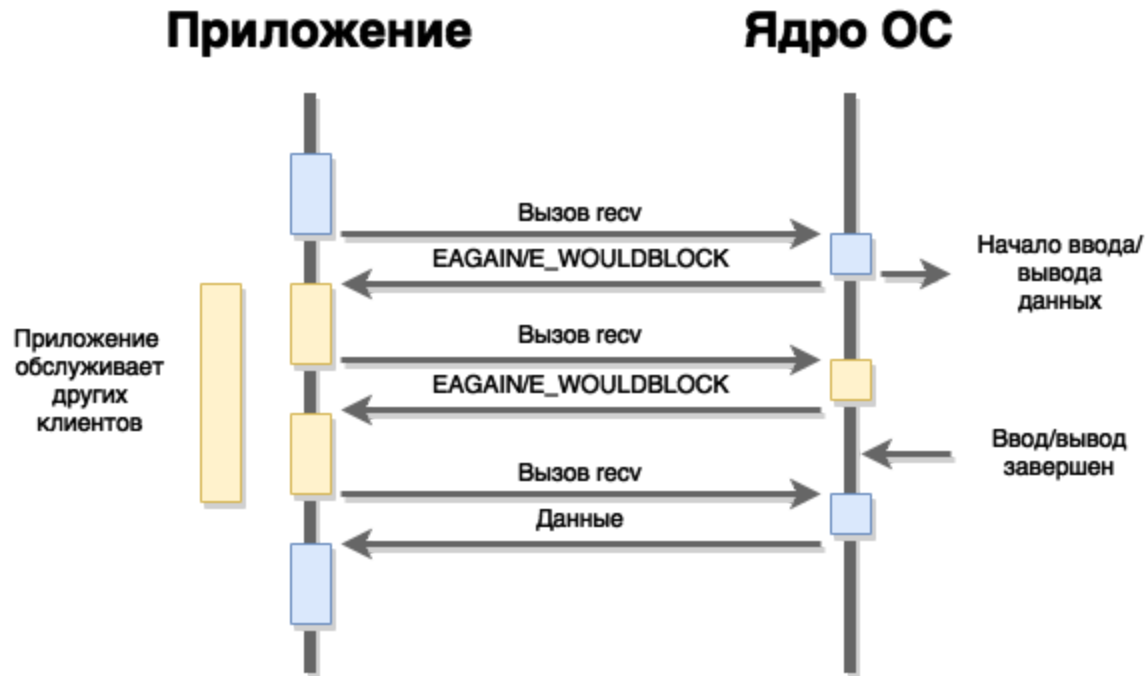 Приложение
Ядро ОС
Вызов recv
EAGAIN/E_WOULDBLOCK
Начало ввода/
вывода
данных
Приложение
обслуживает
других
клиентов
Вызов recv
EAGAIN/E_WOULDBLOCK
Ввод/вывод
завершен
Вызов recv
Данные